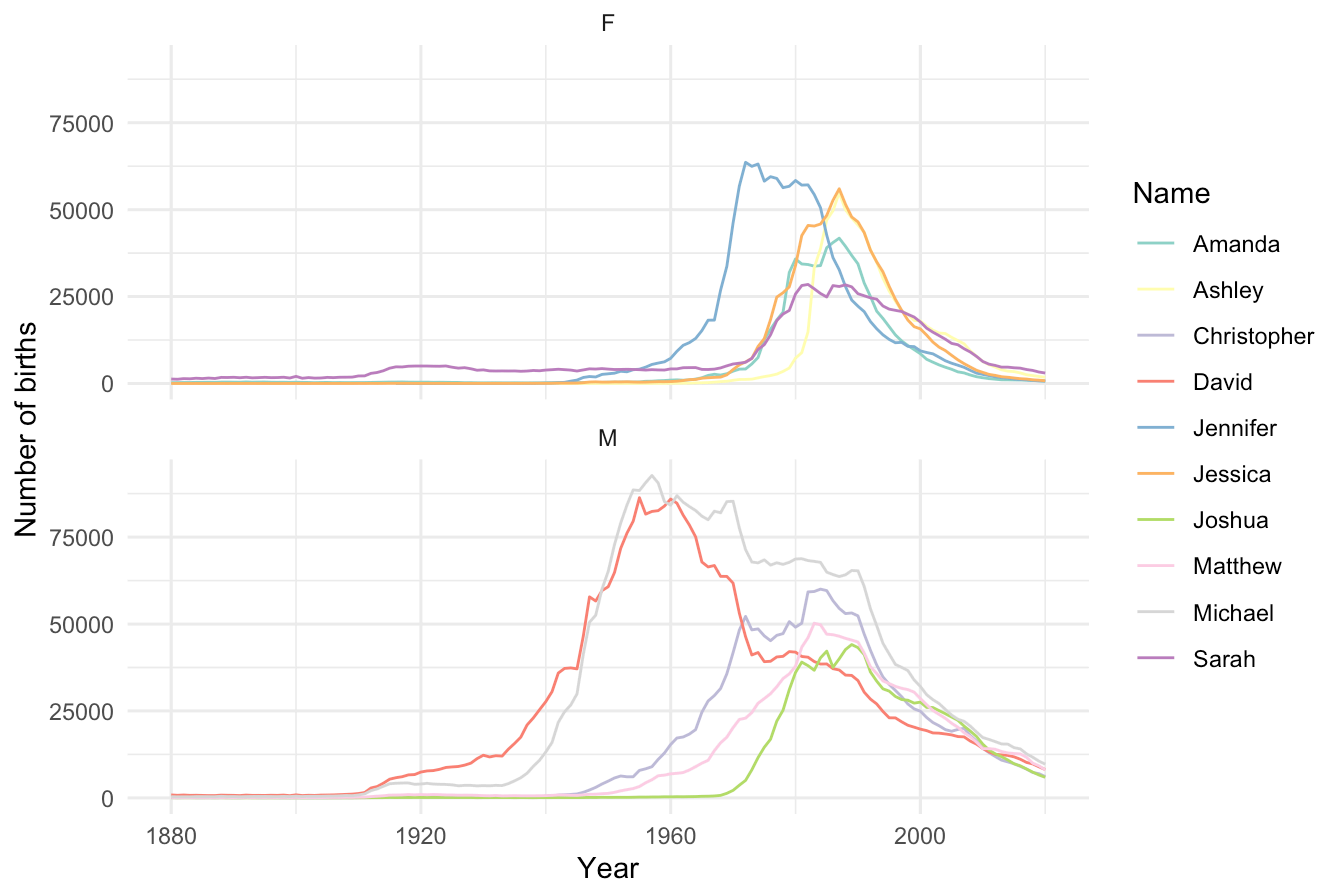 F
75000
50000
25000
0
M
75000
50000
25000
0
1880 1920 1960 2000
Year
Number of births
Name
Amanda
Ashley
Christopher
David
Jennifer
Jessica
Joshua
Matthew
Michael
Sarah